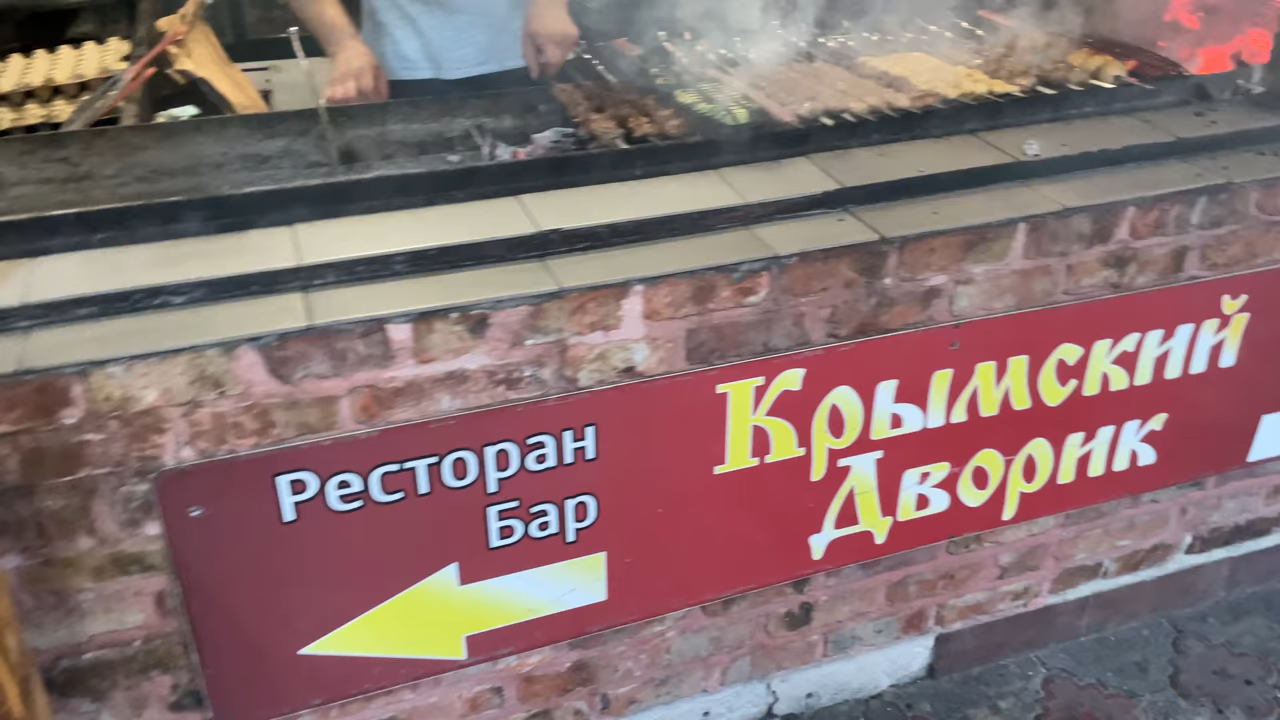 Ресторан
Бар
Крымский
Дворик